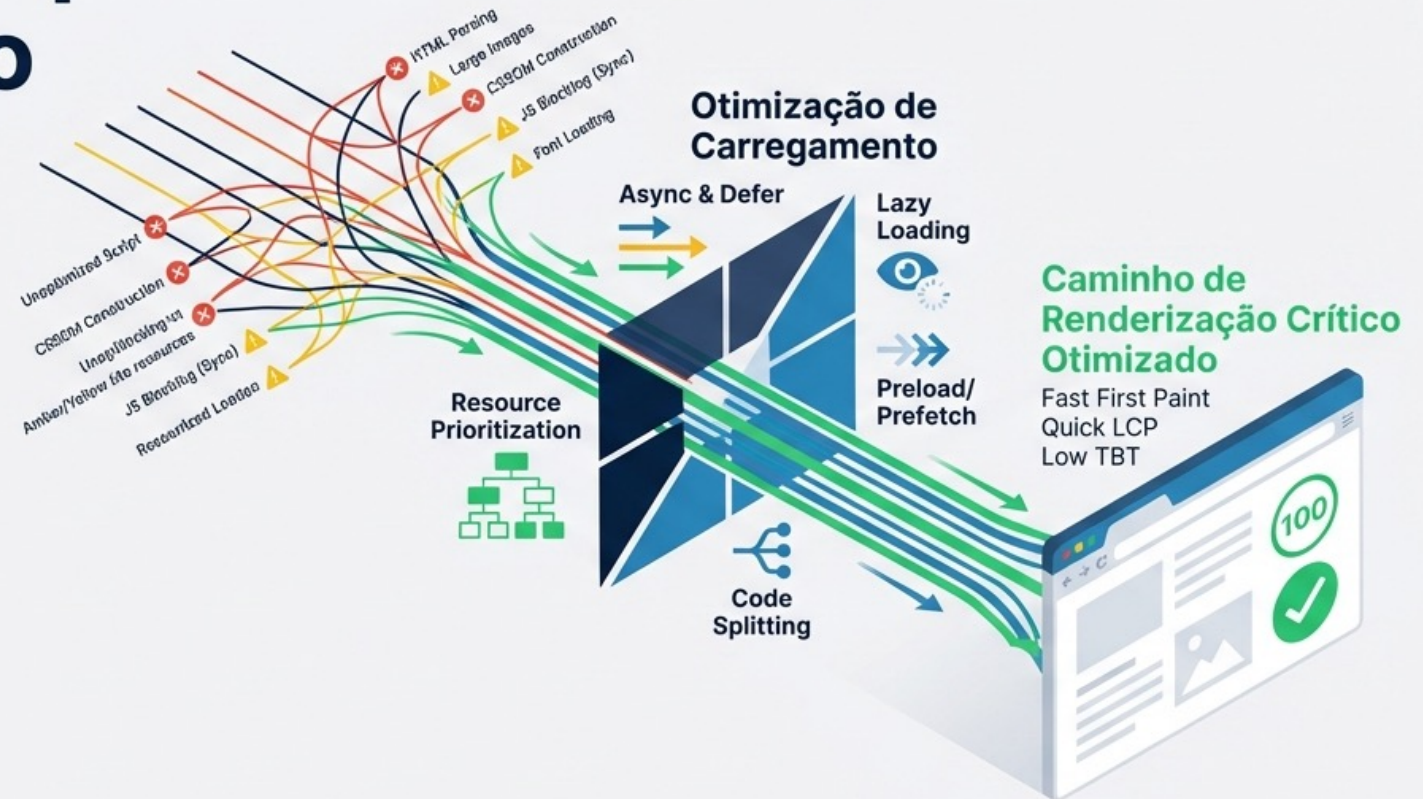 o
HTML Parsing
Large Images
CSSOM Construction
JS Blocking (Sync)
Font Loading
Otimização de
Carregamento
Async & Defer
Lazy
Loading
Caminho de
Renderização Crítico
Otimizado
Fast First Paint
Quick LCP
Low TBT
Preload/
Prefetch
Resource
Prioritization
Code
Splitting
100
Unoptimized Script
CSSOM Construction
resources
JS Blocking (Sync)